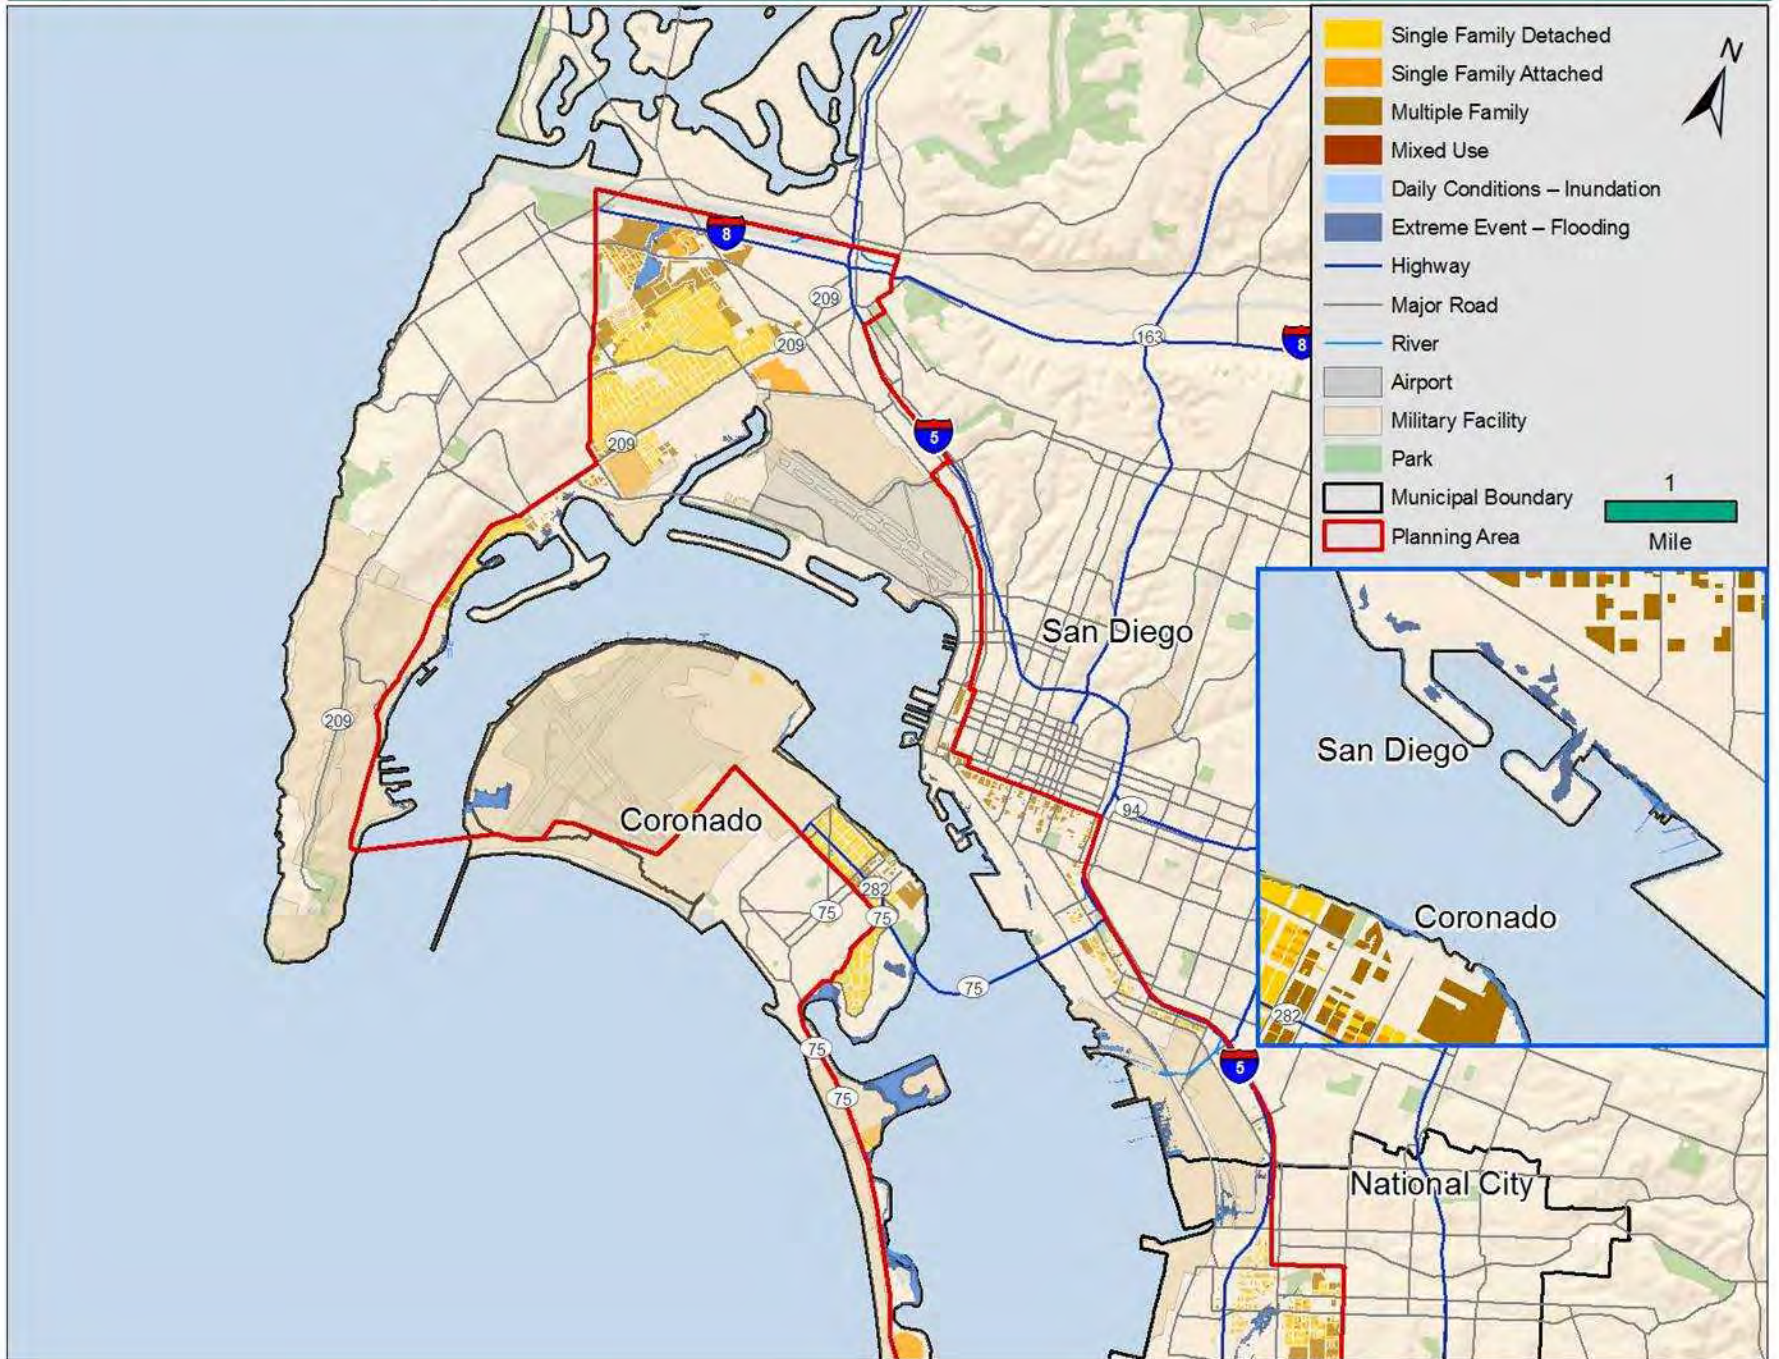 Single Family Detached
Single Family Attached
Multiple Family
Mixed Use
Daily Conditions – Inundation
Extreme Event – Flooding
Highway
Major Road
River
Airport
Military Facility
Park
Municipal Boundary
Planning Area
N
1
Mile
8
209
209
163
8
5
209
San Diego
209
Coronado
94
282
75
75
75
75
75
5
National City
San Diego
Coronado
282